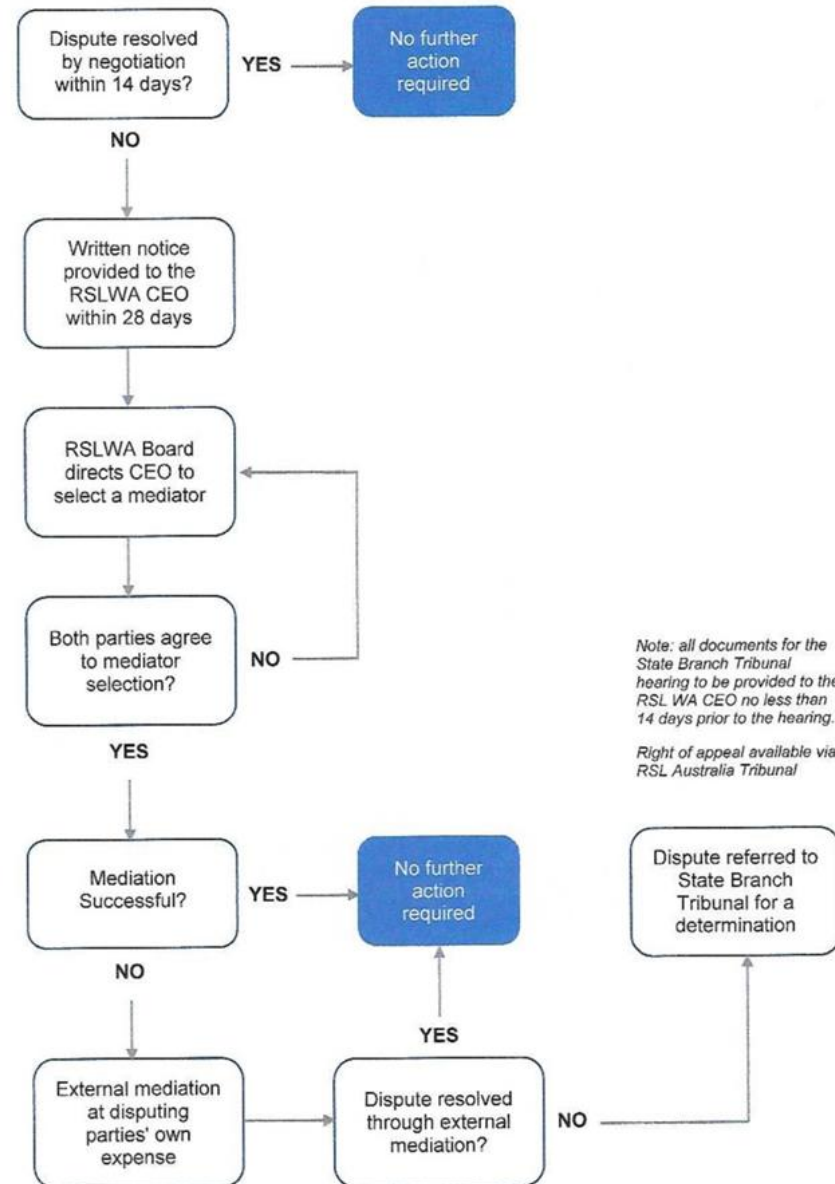 Dispute resolved
by negotiation
within 14 days?
YES
No further
action
required
NO
Written notice
provided to the
RSLWA CEO
within 28 days
RSLWA Board
directs CEO to
select a mediator
Both parties agree
to mediator
selection?
NO
YES
Note: all documents for the
State Branch Tribunal
hearing to be provided to the
RSL WA CEO no less than
14 days prior to the hearing.
Right of appeal available via
RSL Australia Tribunal
Mediation
Successful?
YES
No further
action
required
Dispute referred to
State Branch
Tribunal for a
determination
NO
YES
External mediation
at disputing
parties' own
expense
Dispute resolved
through external
mediation?
NO